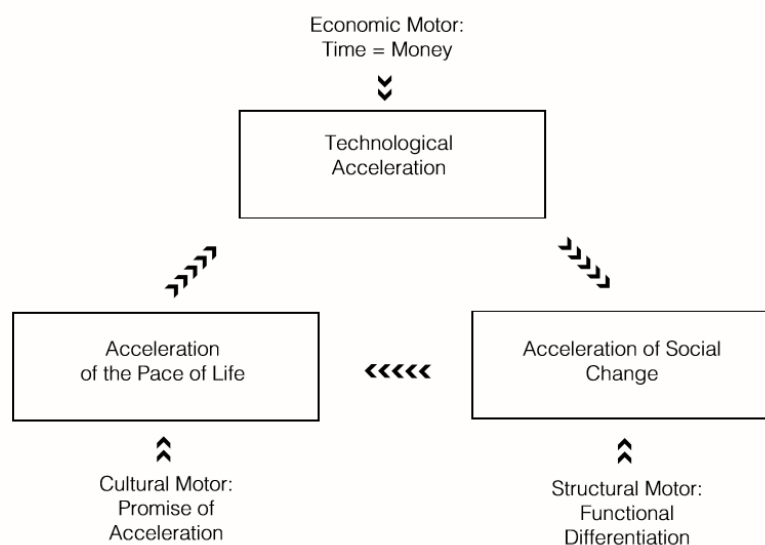 Economic Motor:
Time = Money
Technological
Acceleration
Acceleration
of the Pace of Life
Acceleration of Social
Change
Cultural Motor:
Promise of
Acceleration
Structural Motor:
Functional
Differentiation